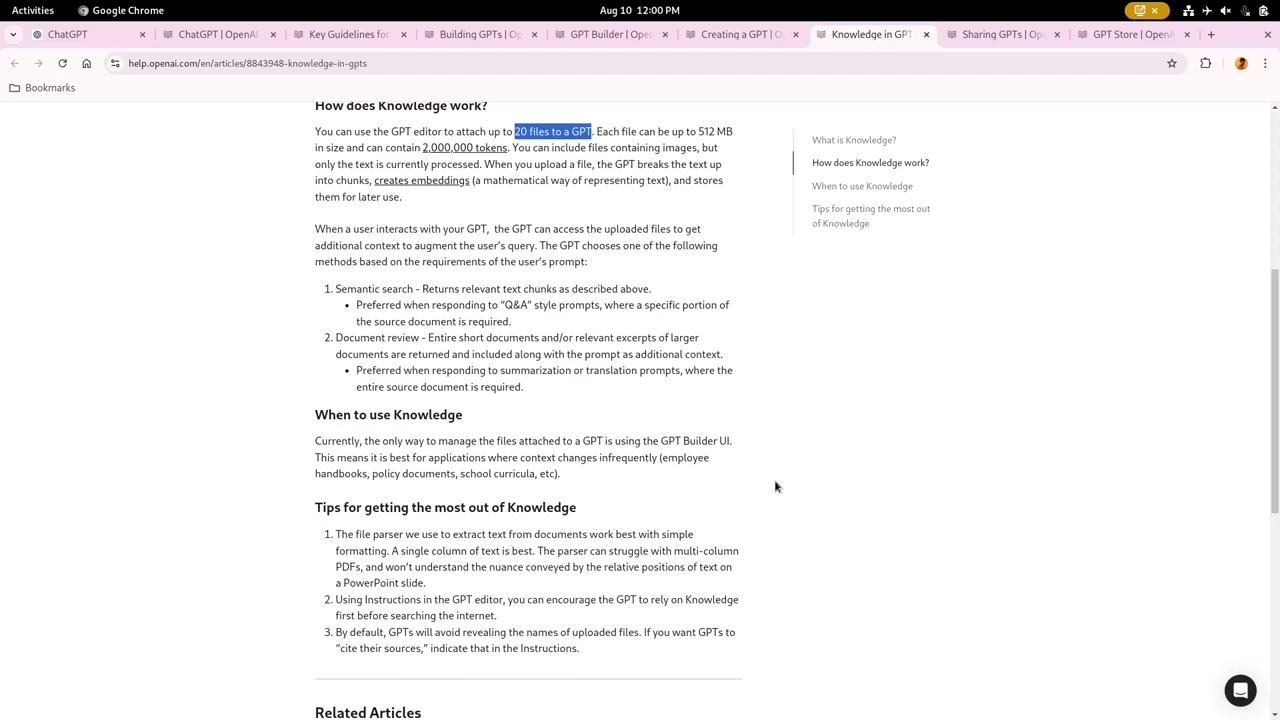 Activities Google Chrome Aug 10 12:00 PM
ChatGPT ChatGPT | OpenAI Key Guidelines for Building GPTs | Op GPT Builder | Open Creating a GPT | O Knowledge in GPT Sharing GPTs | Op GPT Store | OpenA
help.openai.com/en/articles/8843948-knowledge-in-gpts
Bookmarks
How does Knowledge work?
You can use the GPT editor to attach up to 20 files to a GPT. Each file can be up to 512 MB
in size and can contain 2,000,000 tokens. You can include files containing images, but
only the text is currently processed. When you upload a file, the GPT breaks the text up
into chunks, creates embeddings (a mathematical way of representing text), and stores
them for later use.
When a user interacts with your GPT, the GPT can access the uploaded files to get
additional context to augment the user's query. The GPT chooses one of the following
methods based on the requirements of the user's prompt:
1. Semantic search - Returns relevant text chunks as described above.
• Preferred when responding to “Q&A” style prompts, where a specific portion of
the source document is required.
2. Document review - Entire short documents and/or relevant excerpts of larger
documents are returned and included along with the prompt as additional context.
• Preferred when responding to summarization or translation prompts, where the
entire source document is required.
When to use Knowledge
Currently, the only way to manage the files attached to a GPT is using the GPT Builder UI.
This means it is best for applications where context changes infrequently (employee
handbooks, policy documents, school curricula, etc).
Tips for getting the most out of Knowledge
1. The file parser we use to extract text from documents work best with simple
formatting. A single column of text is best. The parser can struggle with multi-column
PDFs, and won't understand the nuance conveyed by the relative positions of text on
a PowerPoint slide.
2. Using Instructions in the GPT editor, you can encourage the GPT to rely on Knowledge
first before searching the internet.
3. By default, GPTs will avoid revealing the names of uploaded files. If you want GPTs to
“cite their sources,” indicate that in the Instructions.
Related Articles
What is Knowledge?
How does Knowledge work?
When to use Knowledge
Tips for getting the most out
of Knowledge